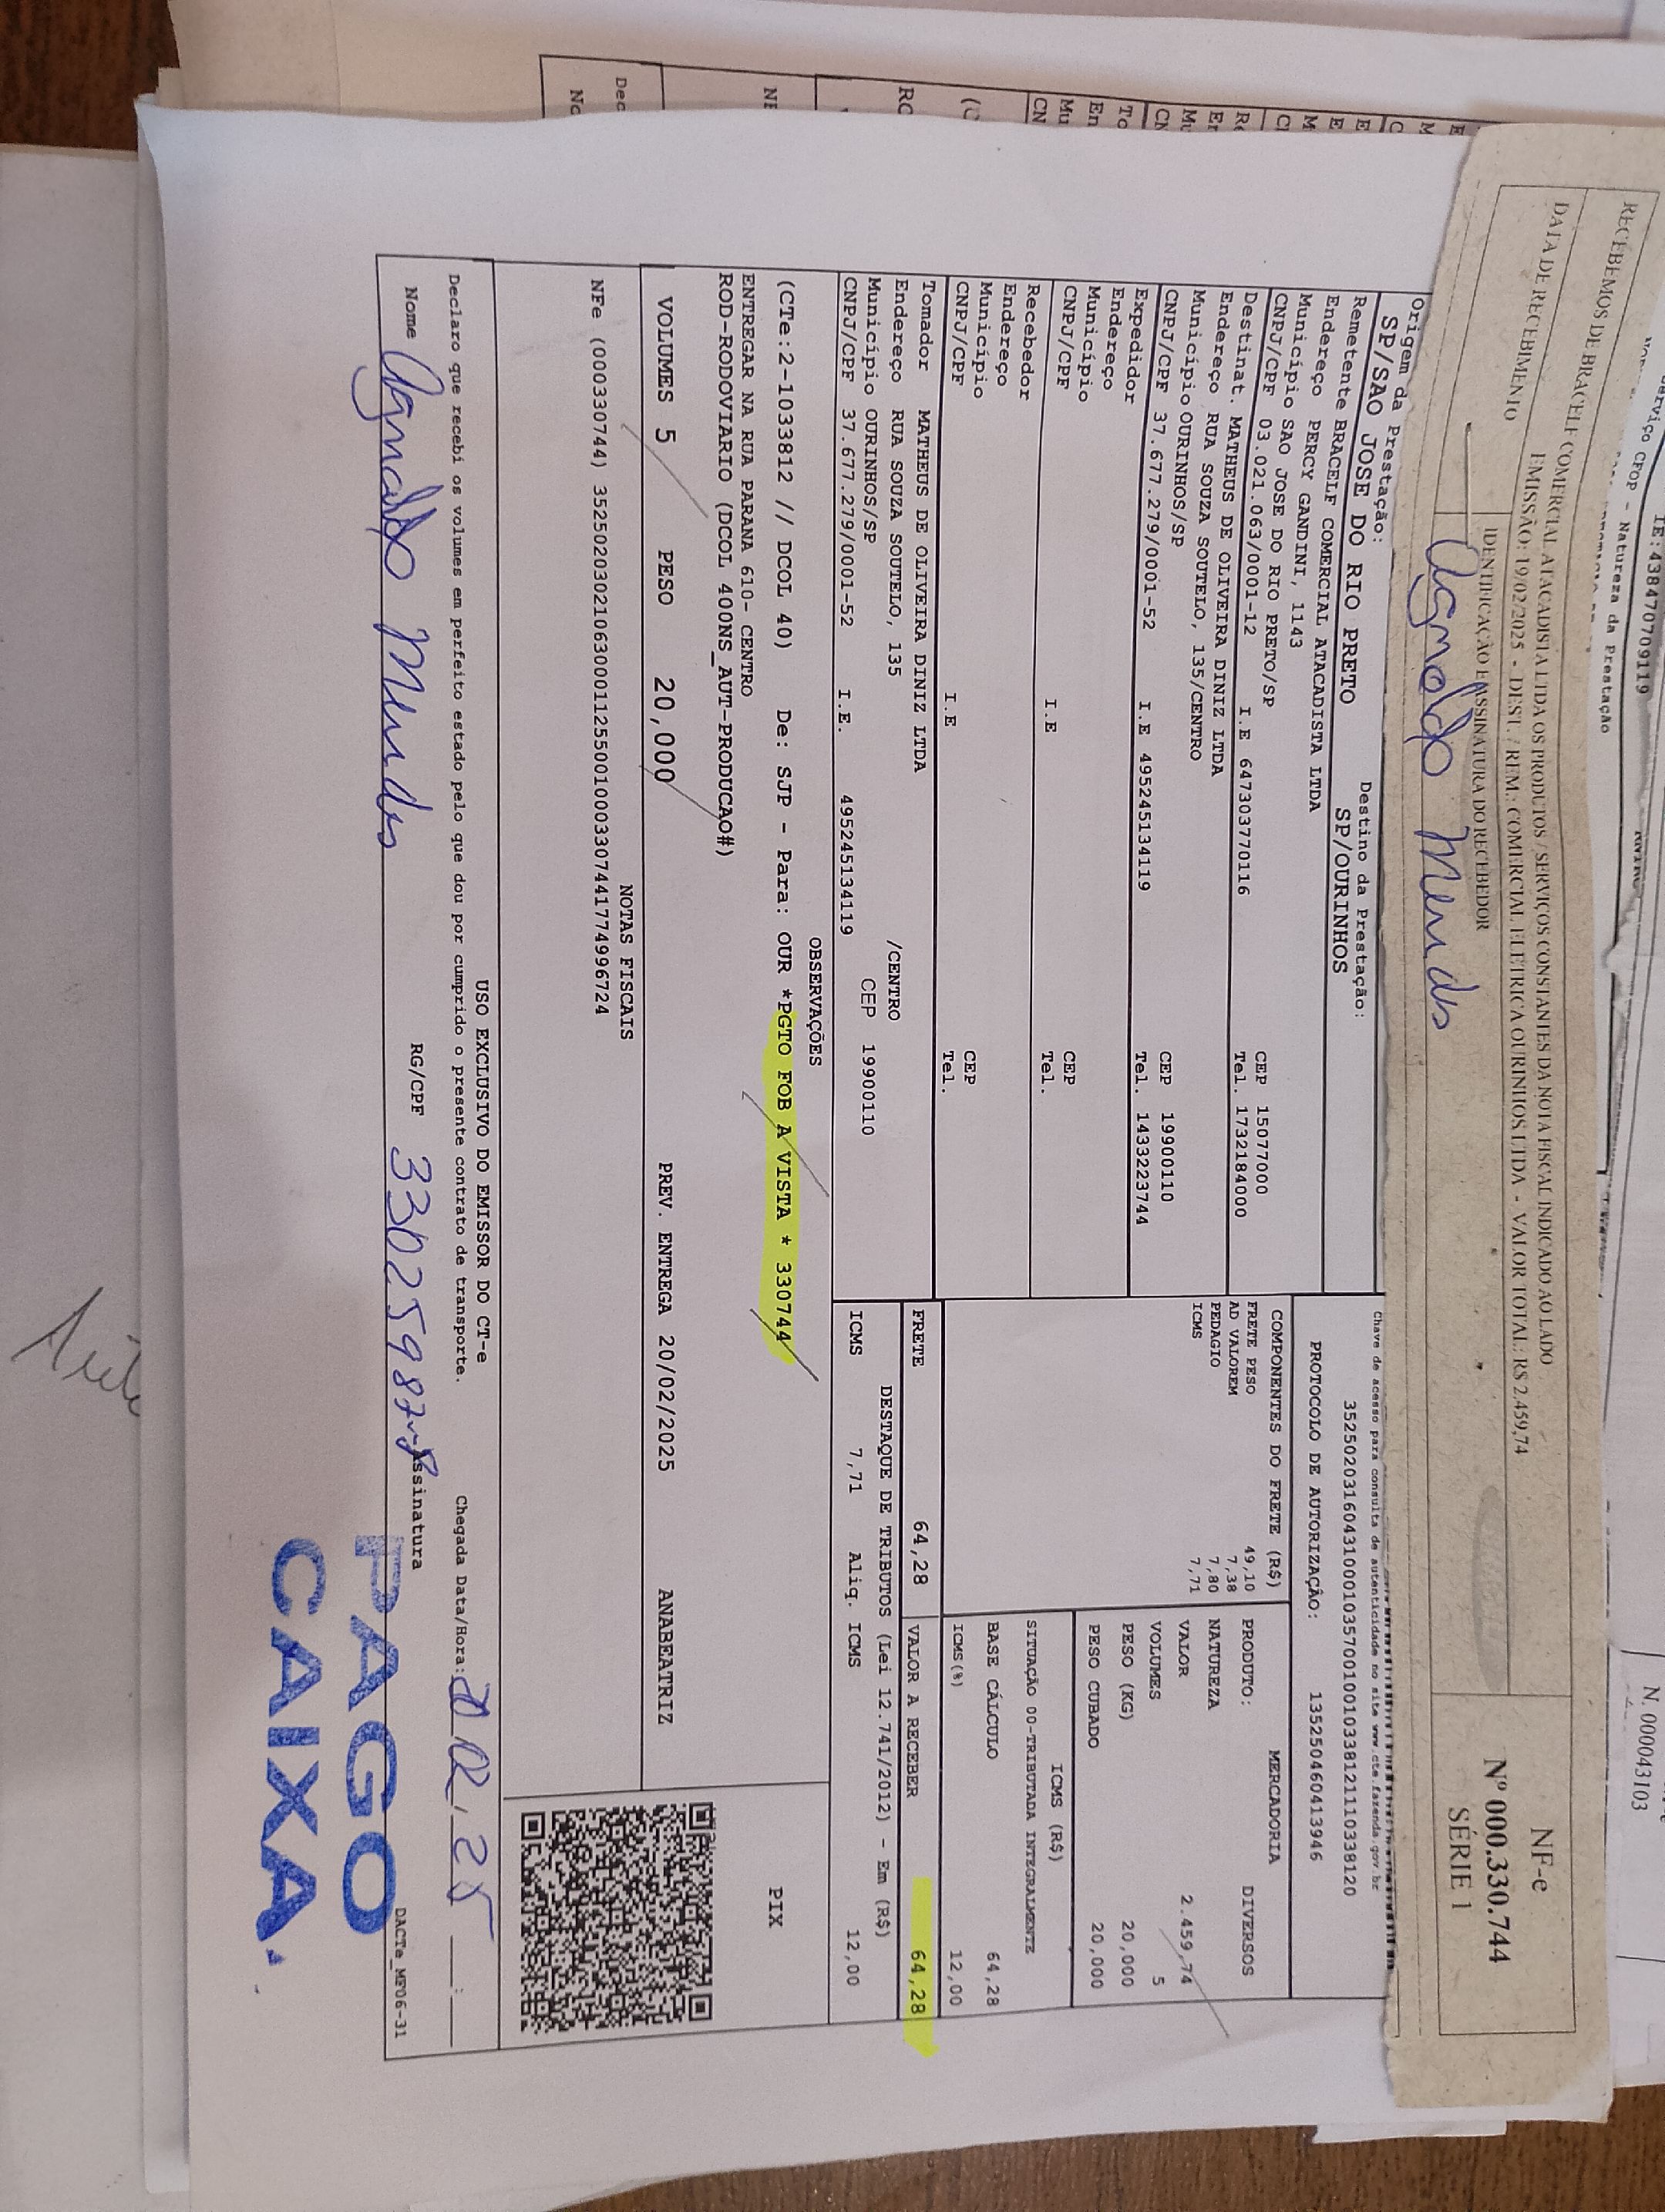 IE:438470709119
Serviço CFOP - Natureza da Prestação
N. 000043103
RECEBEMOS DE BRACELF COMERCIAL ATACADISTA LTDA OS PRODUTOS / SERVIÇOS CONSTANTES DA NOTA FISCAL INDICADO AO LADO
EMISSÃO: 19/02/2025 - DEST. / REM.: COMERCIAL ELETRICA OURINHOS LTDA - VALOR TOTAL: R$ 2.459,74
DATA DE RECEBIMENTO
IDENTIFICAÇÃO E ASSINATURA DO RECEBEDOR
Agnaldo Mendes
NF-e
Nº 000.330.744
SÉRIE 1
Chave de acesso para consulta de autenticidade no site www.cte.fazenda.gov.br
35250203160431000103570010010338121110338120
PROTOCOLO DE AUTORIZAÇÃO: 135250460413946
Origem da Prestação:
SP/SAO JOSE DO RIO PRETO
Destino da Prestação:
SP/OURINHOS
Remetente BRACELF COMERCIAL ATACADISTA LTDA
Endereço PERCY GANDINI, 1143
Município SAO JOSE DO RIO PRETO/SP CEP 15077000
CNPJ/CPF 03.021.063/0001-12 I.E 647303770116 Tel. 1732184000
Destinat. MATHEUS DE OLIVEIRA DINIZ LTDA
Endereço RUA SOUZA SOUTELO, 135/CENTRO
Município OURINHOS/SP CEP 19900110
CNPJ/CPF 37.677.279/0001-52 I.E 495245134119 Tel. 1433223744
Expedidor
Endereço
Município CEP
CNPJ/CPF I.E Tel.
Recebedor
Endereço
Município CEP
CNPJ/CPF I.E Tel.
Tomador MATHEUS DE OLIVEIRA DINIZ LTDA
Endereço RUA SOUZA SOUTELO, 135 /CENTRO
Município OURINHOS/SP CEP 19900110
CNPJ/CPF 37.677.279/0001-52 I.E. 495245134119
COMPONENTES DO FRETE (R$)
FRETE PESO 49,10
AD VALOREM 7,38
PEDAGIO 7,80
ICMS 7,71
MERCADORIA
PRODUTO: DIVERSOS
NATUREZA
VALOR 2.459,74
VOLUMES 5
PESO (KG) 20,000
PESO CUBADO 20,000
ICMS (R$)
SITUAÇÃO 00-TRIBUTADA INTEGRALMENTE
BASE CÁLCULO 64,28
ICMS(%) 12,00
FRETE 64,28
VALOR A RECEBER 64,28
DESTAQUE DE TRIBUTOS (Lei 12.741/2012) - Em (R$)
ICMS 7,71 Aliq. ICMS 12,00
OBSERVAÇÕES
(CTe:2-1033812 // DCOL 40) De: SJP - Para: OUR *PGTO FOB A VISTA * 330744
ENTREGAR NA RUA PARANA 610- CENTRO
ROD-RODOVIARIO (DCOL 400NS_AUT-PRODUCAO#)
PIX
VOLUMES 5 PESO 20,000 PREV. ENTREGA 20/02/2025 ANABEATRIZ
NOTAS FISCAIS
NFe (000330744) 35250203021063000112550010003307441774996724
USO EXCLUSIVO DO EMISSOR DO CT-e
Declaro que recebi os volumes em perfeito estado pelo que dou por cumprido o presente contrato de transporte.
Chegada Data/Hora:
Nome Agnaldo Mendes RG/CPF Assinatura
DACTe_MF06-31
PAGO
CAIXA